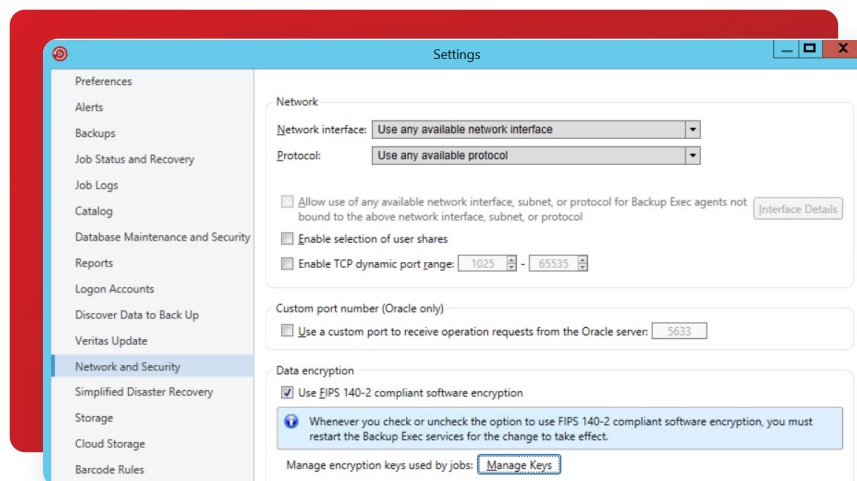 Settings
Preferences
Alerts
Backups
Job Status and Recovery
Job Logs
Catalog
Database Maintenance and Security
Reports
Logon Accounts
Discover Data to Back Up
Veritas Update
Network and Security
Simplified Disaster Recovery
Storage
Cloud Storage
Barcode Rules
Network
Network interface: Use any available network interface
Protocol: Use any available protocol
Allow use of any available network interface, subnet, or protocol for Backup Exec agents not
bound to the above network interface, subnet, or protocol
Interface Details
Enable selection of user shares
Enable TCP dynamic port range: 1025 - 65535
Custom port number (Oracle only)
Use a custom port to receive operation requests from the Oracle server: 5633
Data encryption
Use FIPS 140-2 compliant software encryption
Whenever you check or uncheck the option to use FIPS 140-2 compliant software encryption, you must
restart the Backup Exec services for the change to take effect.
Manage encryption keys used by jobs: Manage Keys